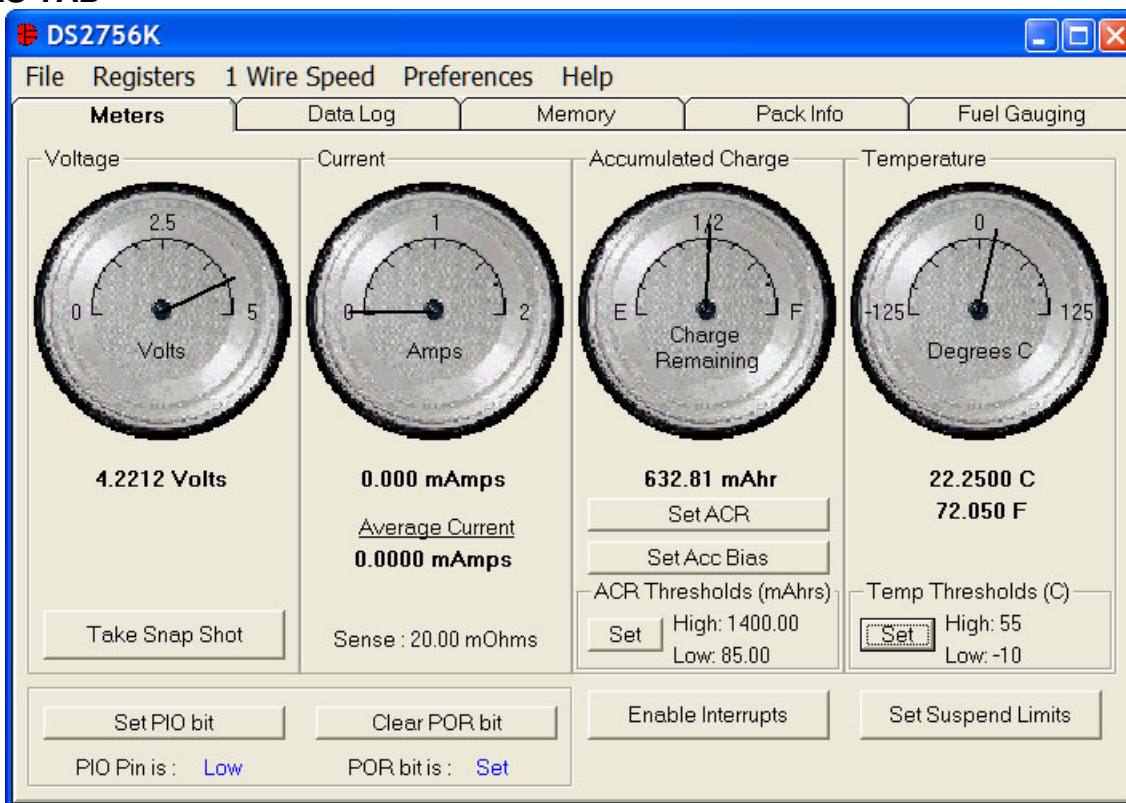 DS2756K
File Registers 1 Wire Speed Preferences Help
Meters Data Log Memory Pack Info Fuel Gauging
Voltage
2.5
0 5
Volts
4.2212 Volts
Take Snap Shot
Current
1
0 2
Amps
0.000 mAmps
Average Current
0.0000 mAmps
Sense : 20.00 mOhms
Accumulated Charge
1/2
E F
Charge
Remaining
632.81 mAhr
Set ACR
Set Acc Bias
ACR Thresholds (mAhrs)
Set
High: 1400.00
Low: 85.00
Temperature
0
-125 125
Degrees C
22.2500 C
72.050 F
Temp Thresholds (C)
Set
High: 55
Low: -10
Set PIO bit Clear POR bit Enable Interrupts Set Suspend Limits
PIO Pin is : Low POR bit is : Set